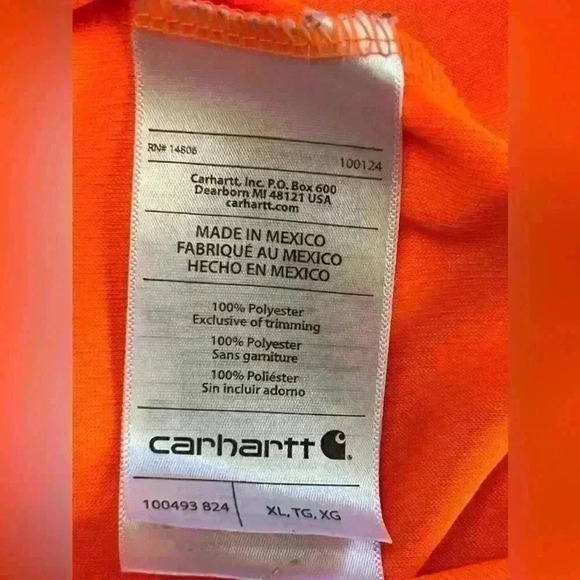 RN# 14806
100124
Carhartt, Inc. P.O. Box 600
Dearborn MI 48121 USA
carhartt.com
MADE IN MEXICO
FABRIQUÉ AU MEXICO
HECHO EN MEXICO
100% Polyester
Exclusive of trimming
100% Polyester
Sans garniture
100% Poliéster
Sin incluir adorno
carhartt
100493 824
XL, TG, XG